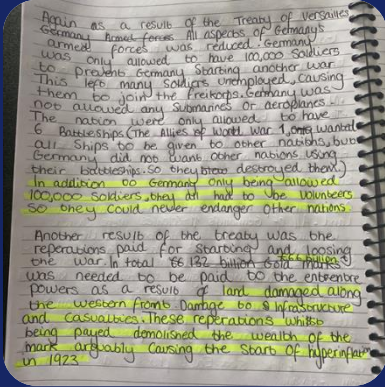 Again as a result of the Treaty of Versailles
Germany Armed forces All aspects of Germany's
armed forces was reduced. Germany
was only allowed to have 100,000 Soldiers
to prevent Germany Starting another war
This left many Soldiers unemployed, Causing
them to join the Freikorps. Germany was
not allowed any Submarines or Aeroplanes.
The nation were only allowed to have
6 Battleships (The Allies of World War 1, wanted
all Ships to be given to other nations, but
Germany did not want other nations using
their battleships. So they destroyed them)
In addition to Germany only being allowed
100,000 soldiers, they all had to be volunteers
so they could never endanger other nations.
Another result of the treaty was the
reperations paid for Starting and loosing
the war. In total £6,132 billion Gold
was needed to be paid to the ententre
powers as a result of land damaged along
the western front Damage to Infrastructure
and casualties. These reperations whilst
being payed demolished the wealth of the
mark arguably Causing the Start of hyperinflation
in 1923